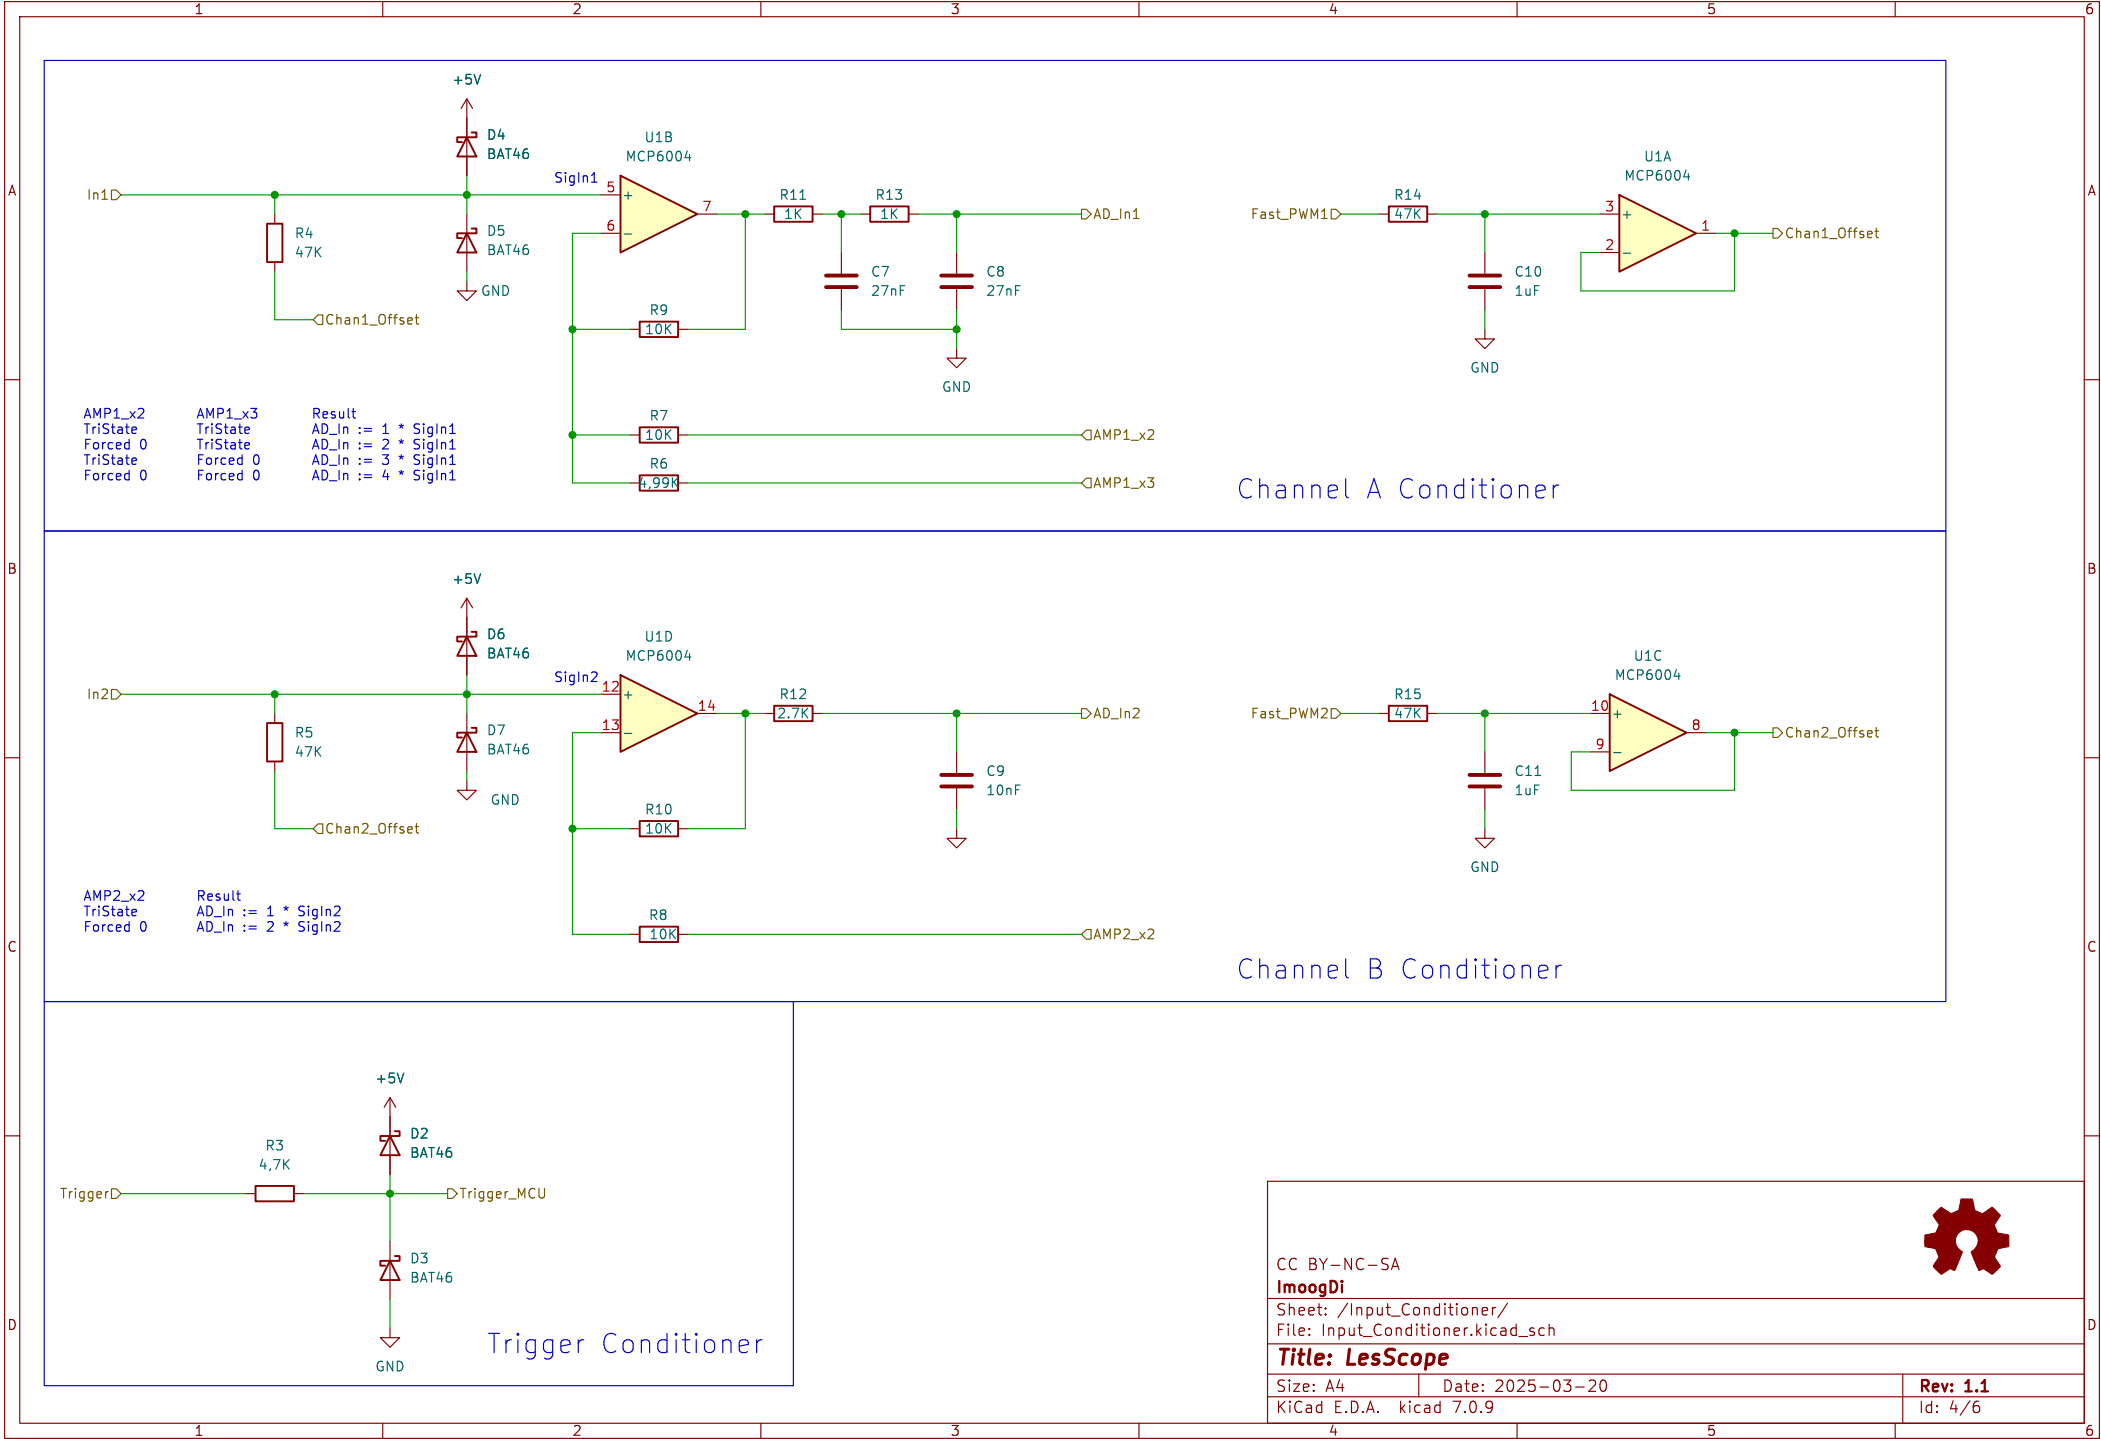 1 2 3 4 5 6
A
B
C
D
+5V
D4
BAT46
In1
R4
47K
D5
BAT46
GND
Chan1_Offset
SigIn1
U1B
MCP6004
5
+
6
−
7
R11
1K
R13
1K
AD_In1
C7
27nF
C8
27nF
GND
R9
10K
R7
10K
AMP1_x2
R6
4,99K
AMP1_x3
Fast_PWM1
R14
47K
C10
1uF
GND
U1A
MCP6004
3
+
2
−
1
Chan1_Offset
AMP1_x2 AMP1_x3 Result
TriState TriState AD_In := 1 * SigIn1
Forced 0 TriState AD_In := 2 * SigIn1
TriState Forced 0 AD_In := 3 * SigIn1
Forced 0 Forced 0 AD_In := 4 * SigIn1
Channel A Conditioner
+5V
D6
BAT46
In2
R5
47K
D7
BAT46
GND
Chan2_Offset
SigIn2
U1D
MCP6004
12
+
13
−
14
R12
2.7K
AD_In2
C9
10nF
R10
10K
R8
10K
AMP2_x2
Fast_PWM2
R15
47K
C11
1uF
GND
U1C
MCP6004
10
+
9
−
8
Chan2_Offset
AMP2_x2 Result
TriState AD_In := 1 * SigIn2
Forced 0 AD_In := 2 * SigIn2
Channel B Conditioner
+5V
D2
BAT46
R3
4,7K
Trigger
Trigger_MCU
D3
BAT46
GND
Trigger Conditioner
CC BY-NC-SA
ImoogDi
Sheet: /Input_Conditioner/
File: Input_Conditioner.kicad_sch
Title: LesScope
Size: A4 Date: 2025-03-20 Rev: 1.1
KiCad E.D.A. kicad 7.0.9 Id: 4/6
A
B
C
D
1 2 3 4 5 6